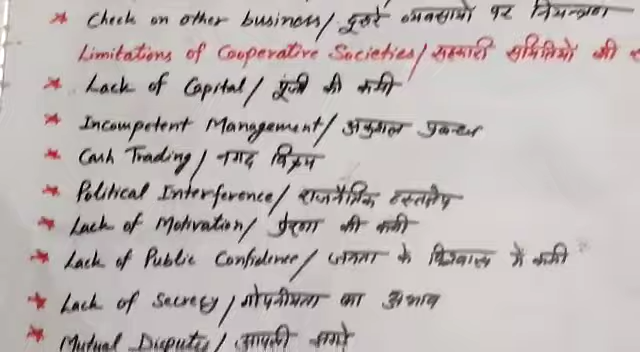 * Check on other business/ दूसरे व्यवसायों पर नियन्त्रण
Limitations of Cooperative Societies/ सहकारी समितियों की
* Lack of Capital/ पूंजी की कमी
* Incompetent Management/ अकुशल प्रबन्ध
* Cash Trading/ नगद विक्रय
* Political Interference/ राजनैतिक हस्तक्षेप
* Lack of Motivation/ प्रेरणा की कमी
* Lack of Public Confidence/ जनता के विश्वास में कमी
* Lack of Secrecy/ गोपनीयता का अभाव
* Mutual Disputes/ आपसी झगड़े